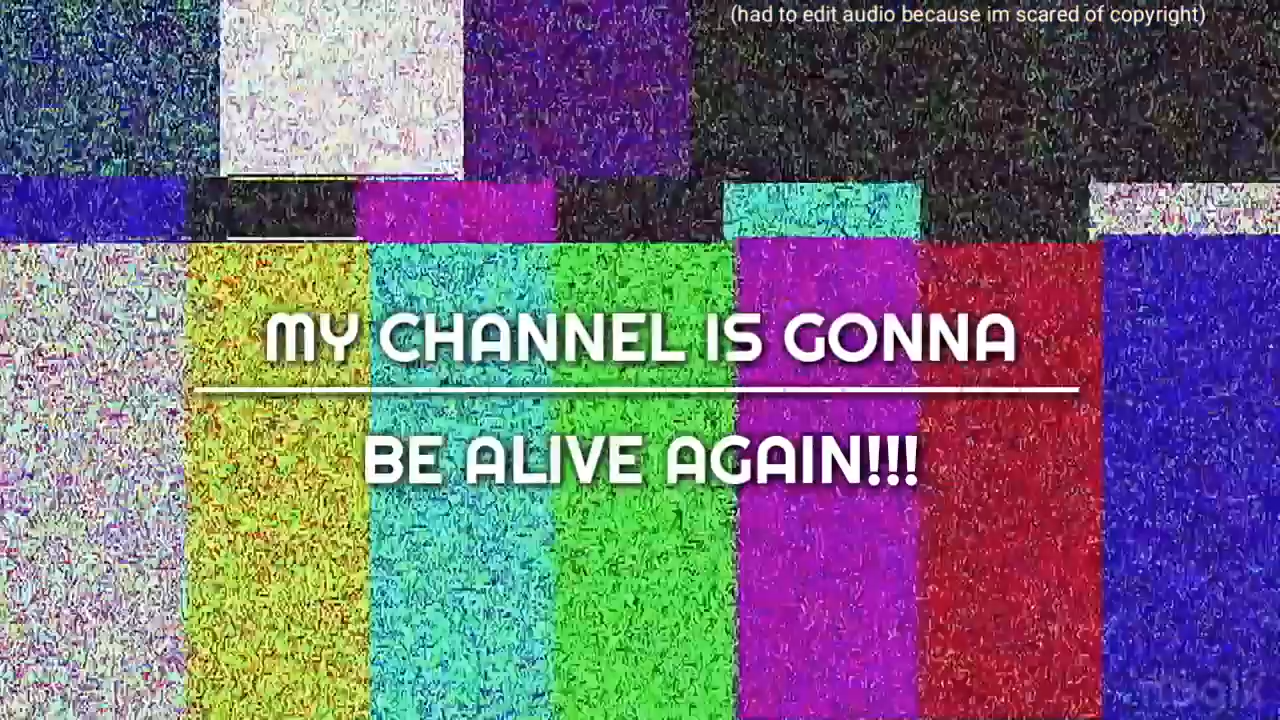 (had to edit audio because im scared of copyright)
MY CHANNEL IS GONNA
BE ALIVE AGAIN!!!